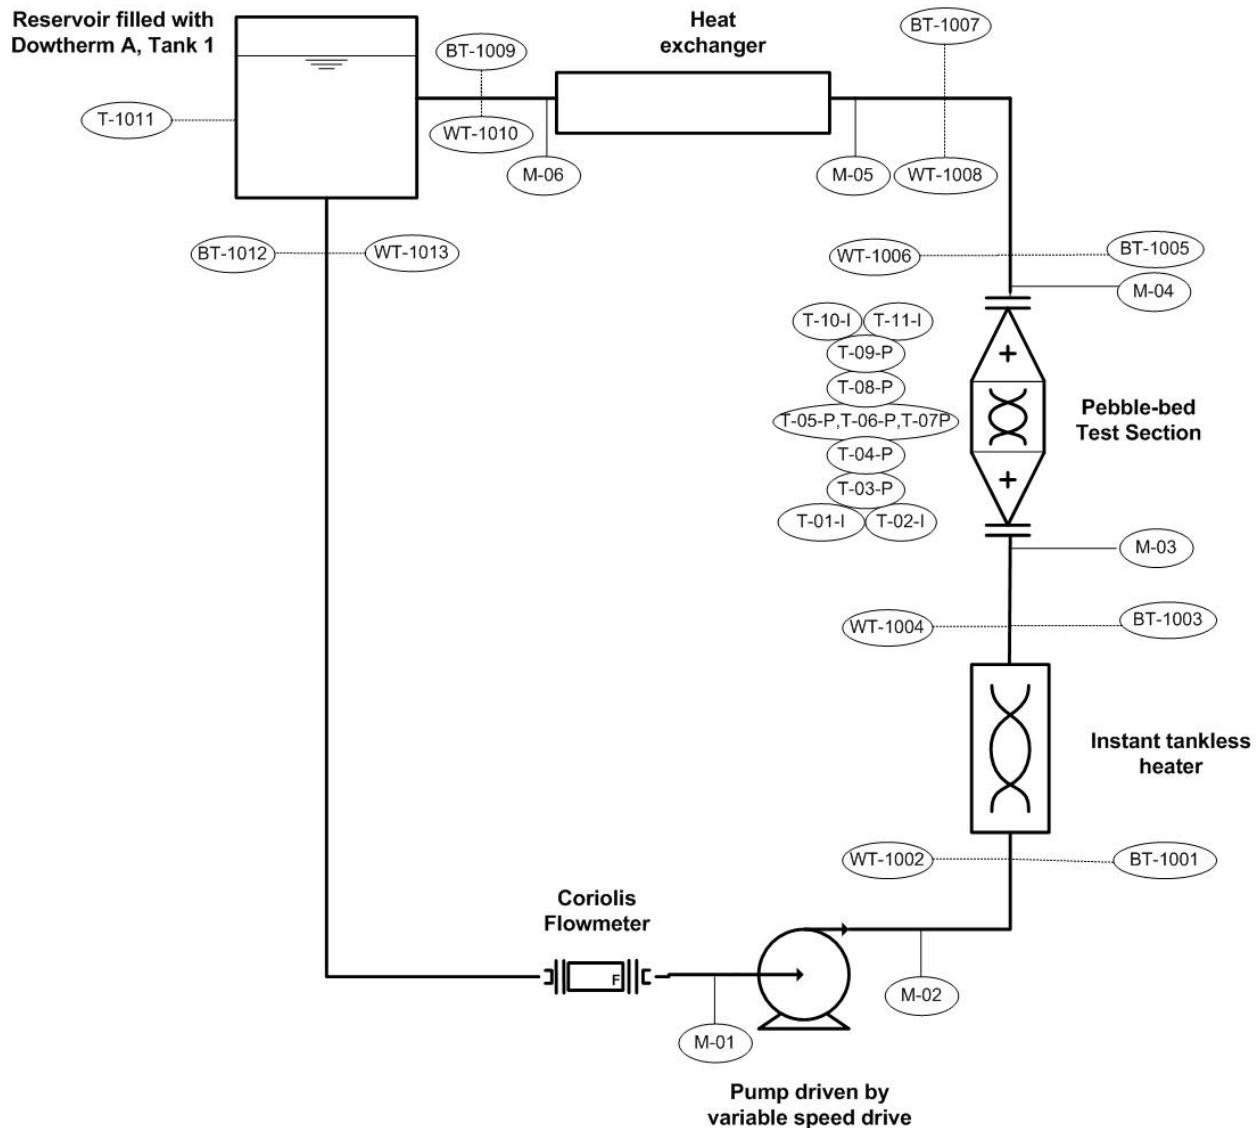 Reservoir filled with
Dowtherm A, Tank 1
Heat
exchanger
BT-1007
BT-1009
T-1011
WT-1010
M-06
M-05
WT-1008
BT-1012
WT-1013
WT-1006
BT-1005
M-04
T-10-I
T-11-I
T-09-P
T-08-P
T-05-P,T-06-P,T-07P
T-04-P
T-03-P
T-01-I
T-02-I
Pebble-bed
Test Section
M-03
WT-1004
BT-1003
Instant tankless
heater
WT-1002
BT-1001
Coriolis
Flowmeter
F
M-02
M-01
Pump driven by
variable speed drive